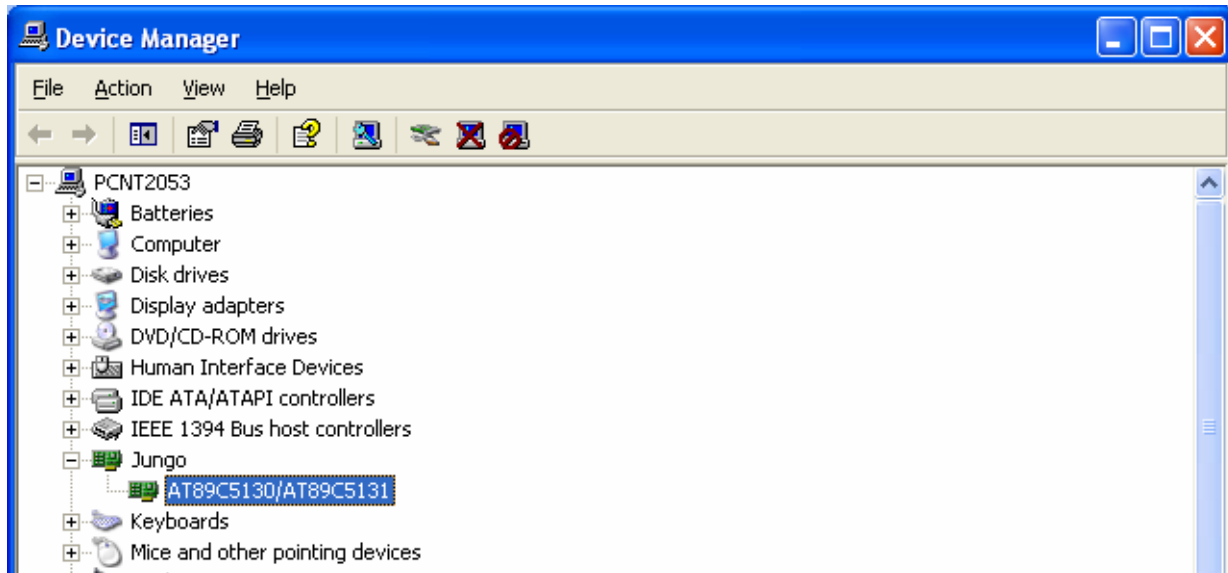 Device Manager
File Action View Help
PCNT2053
Batteries
Computer
Disk drives
Display adapters
DVD/CD-ROM drives
Human Interface Devices
IDE ATA/ATAPI controllers
IEEE 1394 Bus host controllers
Jungo
AT89C5130/AT89C5131
Keyboards
Mice and other pointing devices